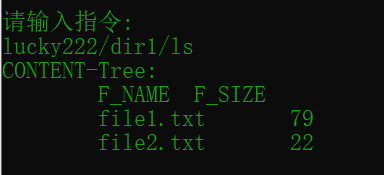 请输入指令:
lucky222/dir1/ls
CONTENT-Tree:
F_NAME F_SIZE
file1.txt 79
file2.txt 22